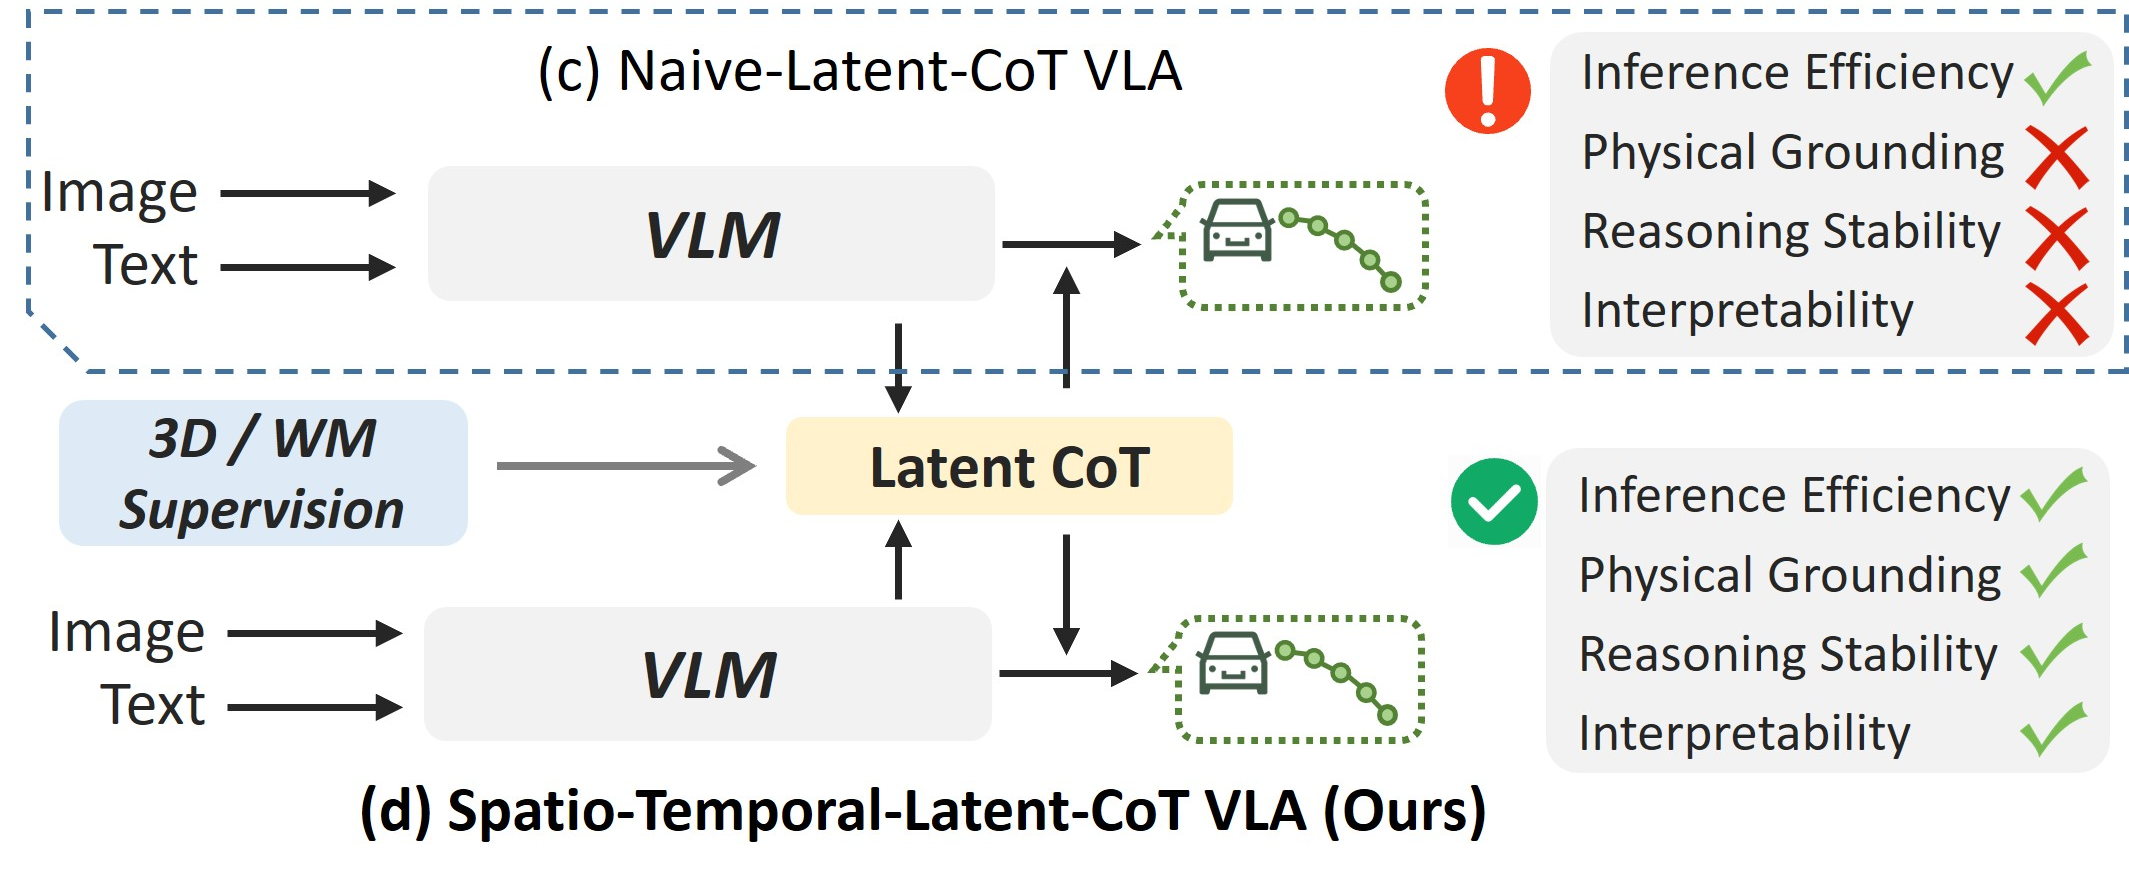 (c) Naive-Latent-CoT VLA
Image
Text
VLM
Inference Efficiency
Physical Grounding
Reasoning Stability
Interpretability
3D / WM
Supervision
Latent CoT
Image
Text
VLM
Inference Efficiency
Physical Grounding
Reasoning Stability
Interpretability
(d) Spatio-Temporal-Latent-CoT VLA (Ours)